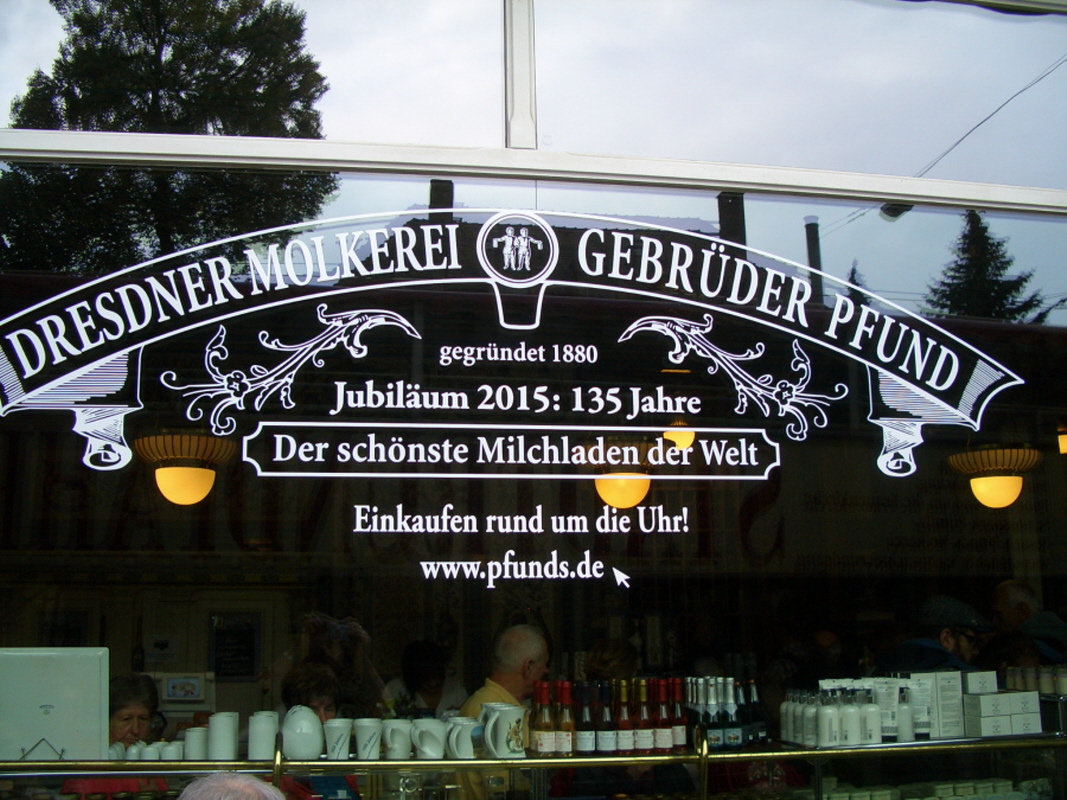 DRESDNER MOLKEREI GEBRÜDER PFUND
gegründet 1880
Jubiläum 2015: 135 Jahre
Der schönste Milchladen der Welt
Einkaufen rund um die Uhr!
www.pfunds.de